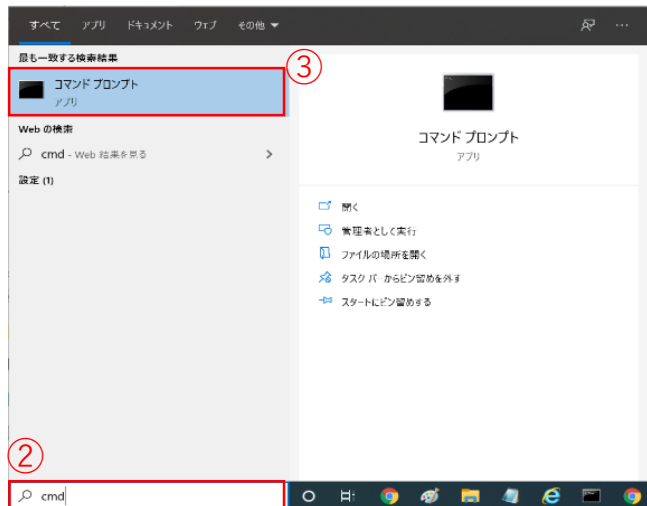 すべて アプリ ドキュメント ウェブ その他
最も一致する検索結果
③
コマンド プロンプト
アプリ
Web の検索
cmd - Web 結果を見る
設定 (1)
コマンド プロンプト
アプリ
開く
管理者として実行
ファイルの場所を開く
タスク バーからピン留めを外す
スタートにピン留めする
②
cmd